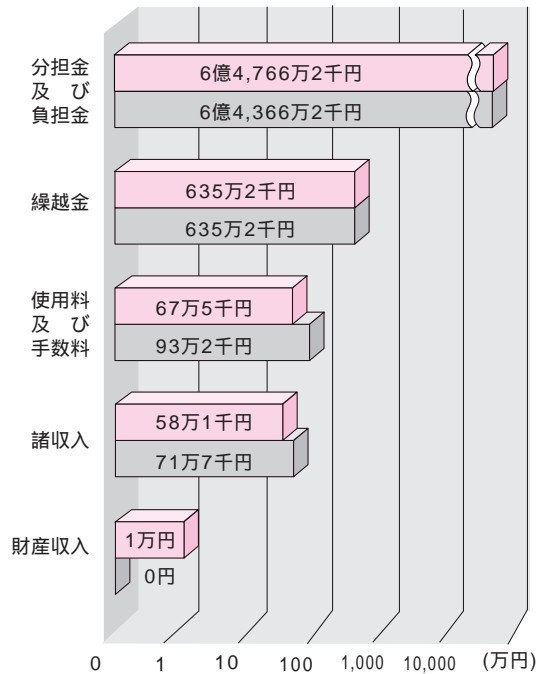 分担金
及び
負担金
6億4,766万2千円
6億4,366万2千円
繰越金
635万2千円
635万2千円
使用料
及び
手数料
67万5千円
93万2千円
諸収入
58万1千円
71万7千円
財産収入
1万円
0円
0 1 10 100 1,000 10,000 (万円)